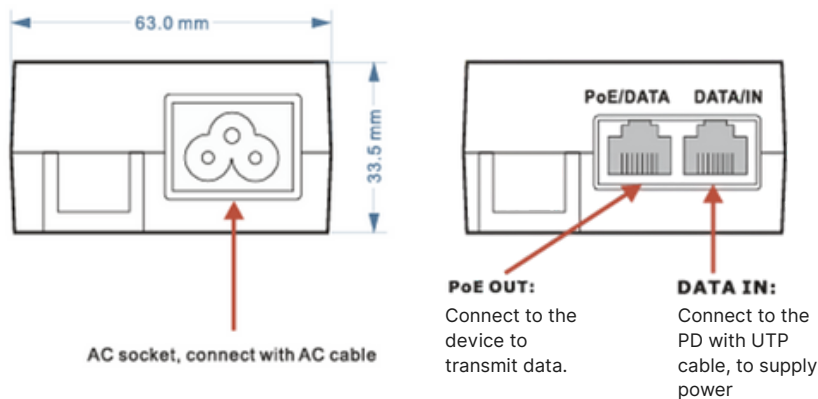 63.0 mm
33.5 mm
AC socket, connect with AC cable
PoE/DATA DATA/IN
PoE OUT:
Connect to the
device to
transmit data.
DATA IN:
Connect to the
PD with UTP
cable, to supply
power